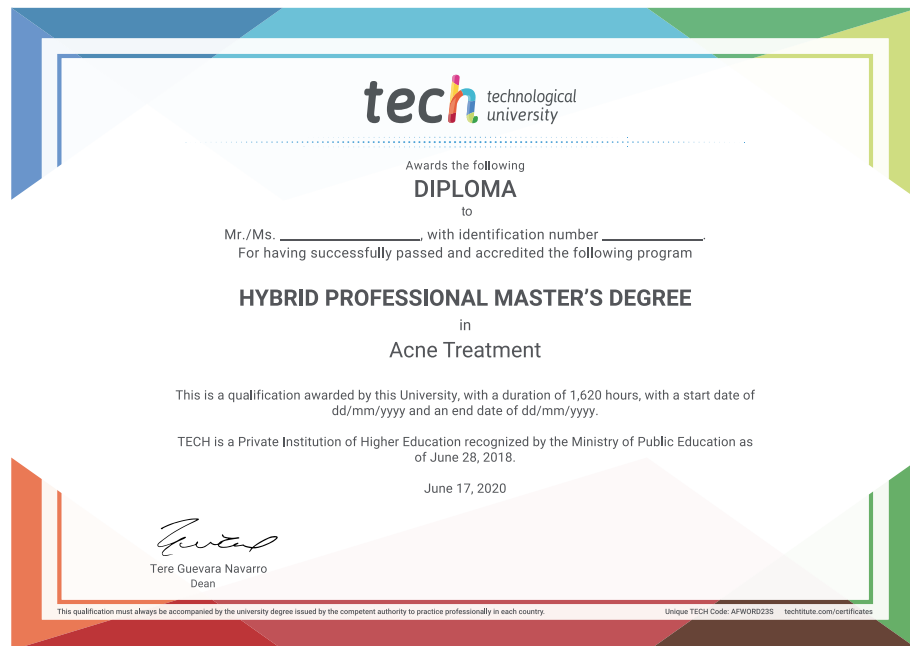 tech technological
university
Awards the following
DIPLOMA
to
Mr./Ms. ____________________, with identification number ______________.
For having successfully passed and accredited the following program
HYBRID PROFESSIONAL MASTER'S DEGREE
in
Acne Treatment
This is a qualification awarded by this University, with a duration of 1,620 hours, with a start date of
dd/mm/yyyy and an end date of dd/mm/yyyy.
TECH is a Private Institution of Higher Education recognized by the Ministry of Public Education as
of June 28, 2018.
June 17, 2020
Tere Guevara Navarro
Dean
This qualification must always be accompanied by the university degree issued by the competent authority to practice professionally in each country. Unique TECH Code: AFWORD23S techtitute.com/certificates